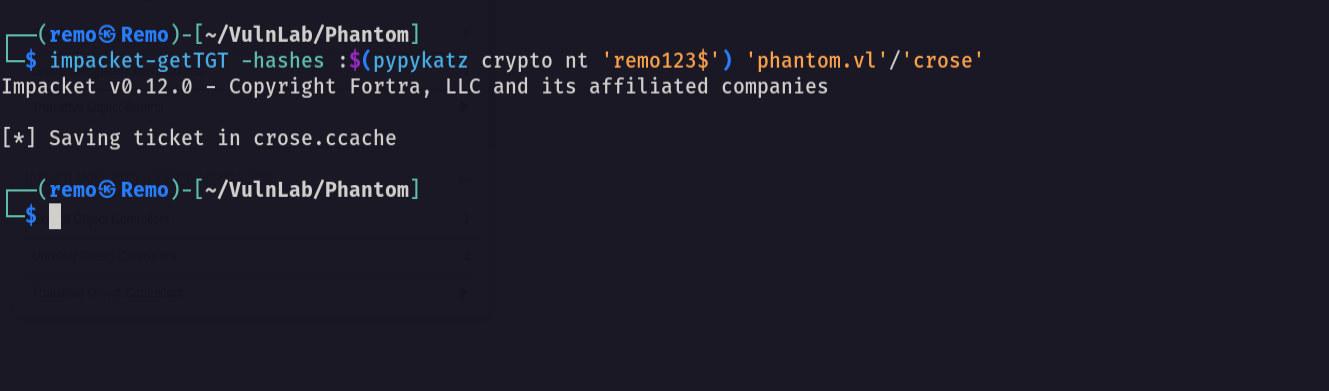 ┌──(remo㉿Remo)-[~/VulnLab/Phantom]
└─$ impacket-getTGT -hashes :$(pypykatz crypto nt 'remo123$') 'phantom.vl'/'crose'
Impacket v0.12.0 - Copyright Fortra, LLC and its affiliated companies
[*] Saving ticket in crose.ccache
┌──(remo㉿Remo)-[~/VulnLab/Phantom]
└─$